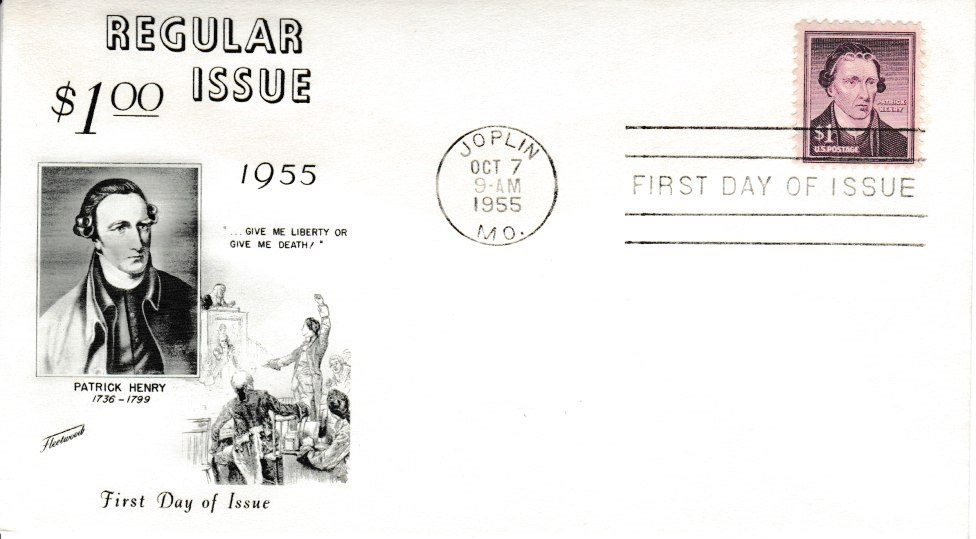 REGULAR
ISSUE
$1.00
1955
"... GIVE ME LIBERTY OR
GIVE ME DEATH! "
PATRICK HENRY
1736 – 1799
Fleetwood
First Day of Issue
JOPLIN
OCT 7
9-AM
1955
MO.
PATRICK
HENRY
$1
U.S. POSTAGE
FIRST DAY OF ISSUE